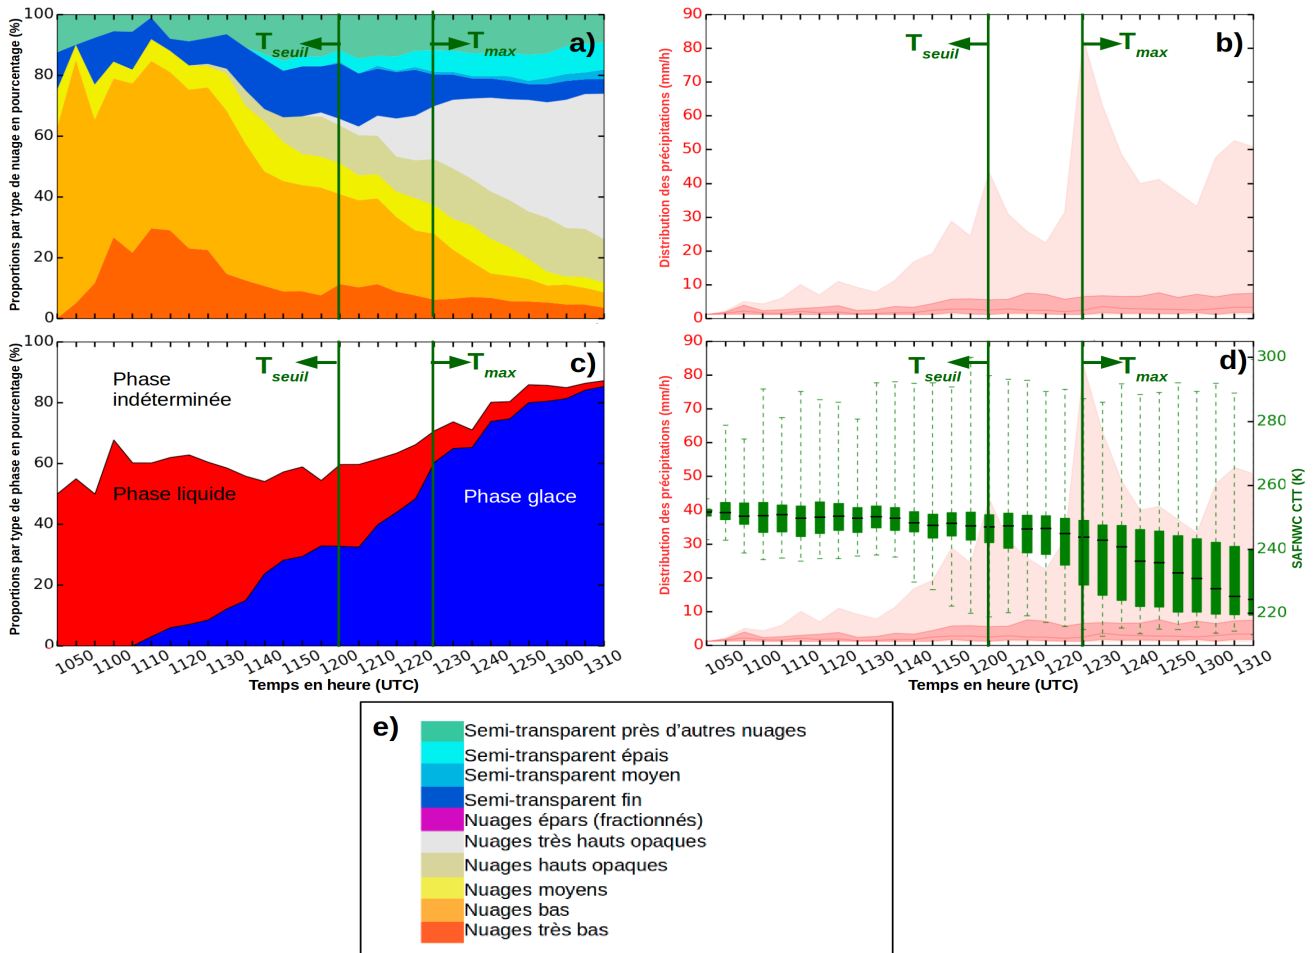 Proportions par type de nuage en pourcentage (%)
100
80
60
40
20
0
a)
T seuil
T max
Distribution des précipitations (mm/h)
90
80
70
60
50
40
30
20
10
0
b)
T seuil
T max
Proportions par type de phase en pourcentage (%)
100
80
60
40
20
0
c)
Phase
indéterminée
Phase liquide
Phase glace
T seuil
T max
1050 1100 1110 1120 1130 1140 1150 1200 1210 1220 1230 1240 1250 1300 1310
Temps en heure (UTC)
Distribution des précipitations (mm/h)
90
80
70
60
50
40
30
20
10
0
d)
T seuil
T max
300
280
260
240
220
SAFNWC CTT (K)
1050 1100 1110 1120 1130 1140 1150 1200 1210 1220 1230 1240 1250 1300 1310
Temps en heure (UTC)
e)
Semi-transparent près d'autres nuages
Semi-transparent épais
Semi-transparent moyen
Semi-transparent fin
Nuages épars (fractionnés)
Nuages très hauts opaques
Nuages hauts opaques
Nuages moyens
Nuages bas
Nuages très bas